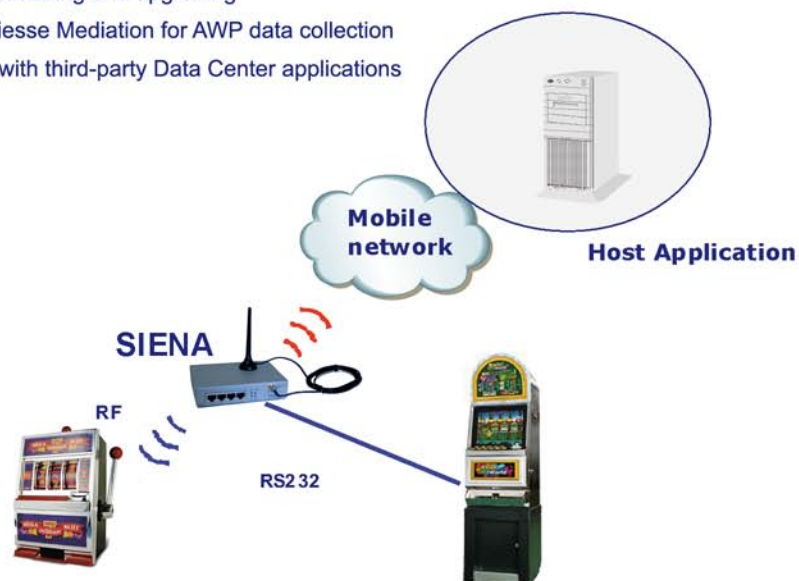 iesse Mediation for AWP data collection
with third-party Data Center applications
Mobile
network
Host Application
SIENA
RF
RS232